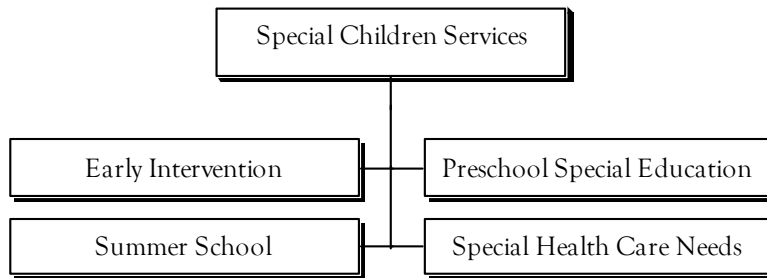 Special Children Services
Early Intervention
Preschool Special Education
Summer School
Special Health Care Needs